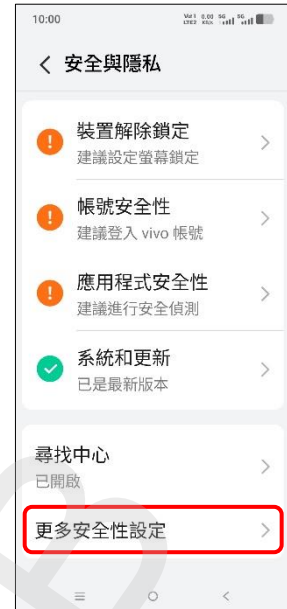 10:00
安全與隱私
裝置解除鎖定
建議設定螢幕鎖定
帳號安全性
建議登入 vivo 帳號
應用程式安全性
建議進行安全偵測
系統和更新
已是最新版本
尋找中心
已開啟
更多安全性設定